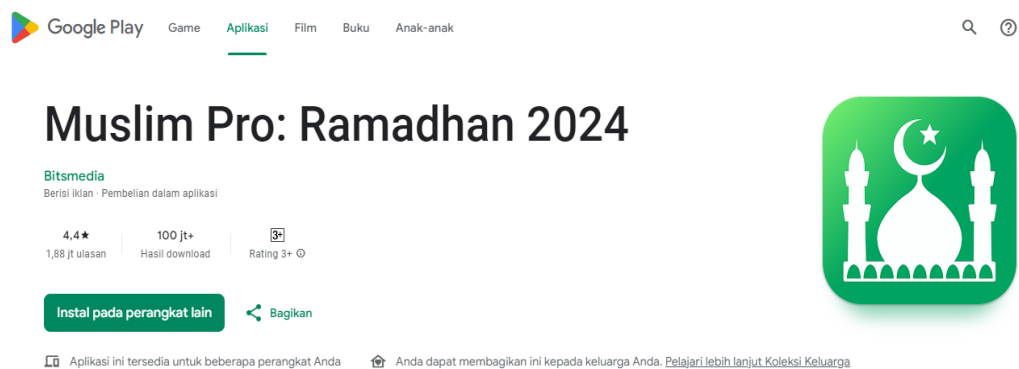 Google Play Game Aplikasi Film Buku Anak-anak
Muslim Pro: Ramadhan 2024
Bitsmedia
Berisi iklan · Pembelian dalam aplikasi
4,4★ 100 jt+ 3+
1,88 jt ulasan Hasil download Rating 3+
Instal pada perangkat lain Bagikan
Aplikasi ini tersedia untuk beberapa perangkat Anda Anda dapat membagikan ini kepada keluarga Anda. Pelajari lebih lanjut Koleksi Keluarga